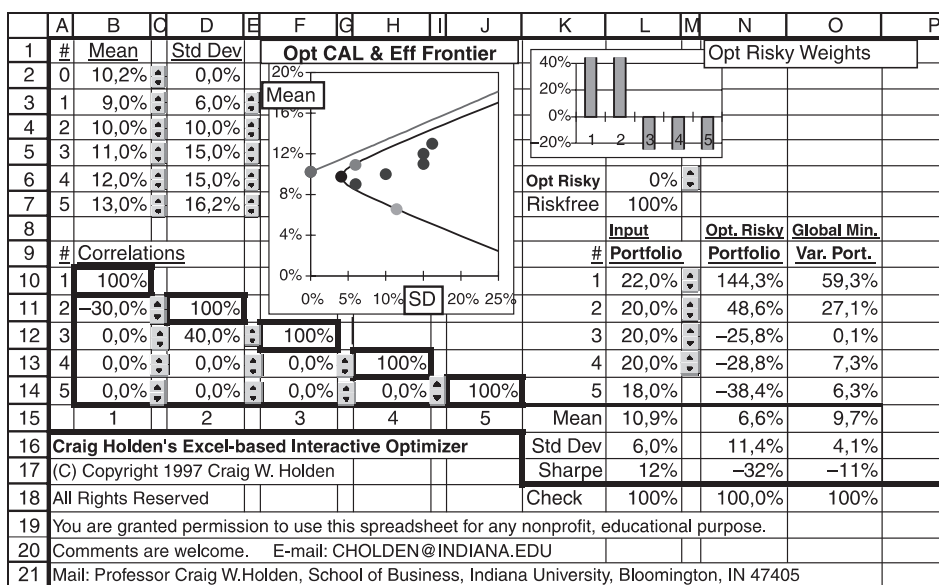 A B C D E F G H I J K L M N O P
1 # Mean Std Dev Opt CAL & Eff Frontier Opt Risky Weights
2 0 10,2% 0,0% 20% 40%
Mean
3 1 9,0% 6,0% 16% 20%
4 2 10,0% 10,0% 0% 1 2 3 4 5
5 3 11,0% 15,0% 12% −20%
6 4 12,0% 15,0% 8% Opt Risky 0%
7 5 13,0% 16,2% Riskfree 100%
8 4% Input Opt. Risky Global Min.
9 # Correlations # Portfolio Portfolio Var. Port.
10 1 100% 0% 1 22,0% 144,3% 59,3%
11 2 −30,0% 100% 0% 5% 10% SD 20% 25% 2 20,0% 48,6% 27,1%
12 3 0,0% 40,0% 100% 3 20,0% −25,8% 0,1%
13 4 0,0% 0,0% 0,0% 100% 4 20,0% −28,8% 7,3%
14 5 0,0% 0,0% 0,0% 0,0% 100% 5 18,0% −38,4% 6,3%
15 1 2 3 4 5 Mean 10,9% 6,6% 9,7%
16 Craig Holden's Excel-based Interactive Optimizer Std Dev 6,0% 11,4% 4,1%
17 (C) Copyright 1997 Craig W. Holden Sharpe 12% −32% −11%
18 All Rights Reserved Check 100% 100,0% 100%
19 You are granted permission to use this spreadsheet for any nonprofit, educational purpose.
20 Comments are welcome. E-mail: CHOLDEN@INDIANA.EDU
21 Mail: Professor Craig W.Holden, School of Business, Indiana University, Bloomington, IN 47405